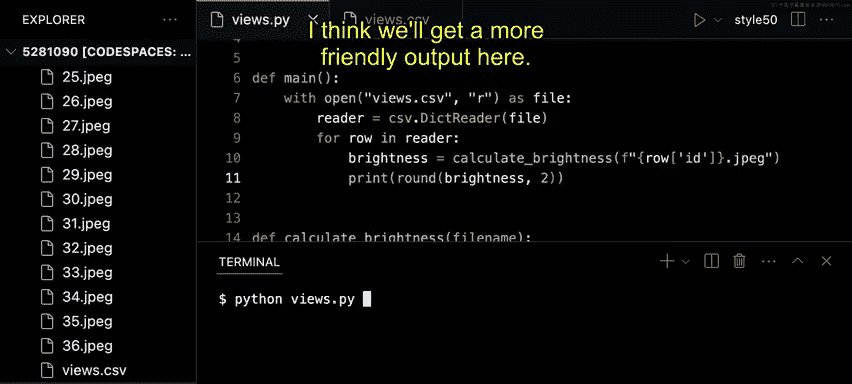 EXPLORER
5281090 [CODESPACES: ...
25.jpeg
26.jpeg
27.jpeg
28.jpeg
29.jpeg
30.jpeg
31.jpeg
32.jpeg
33.jpeg
34.jpeg
35.jpeg
36.jpeg
views.csv
views.py
views.csv
style50
I think we'll get a more
friendly output here.
4
5
6 def main():
7 with open("views.csv", "r") as file:
8 reader = csv.DictReader(file)
9 for row in reader:
10 brightness = calculate_brightness(f"{row['id']}.jpeg")
11 print(round(brightness, 2))
12
13
14 def calculate_brightness(filename):
TERMINAL
$ python views.py